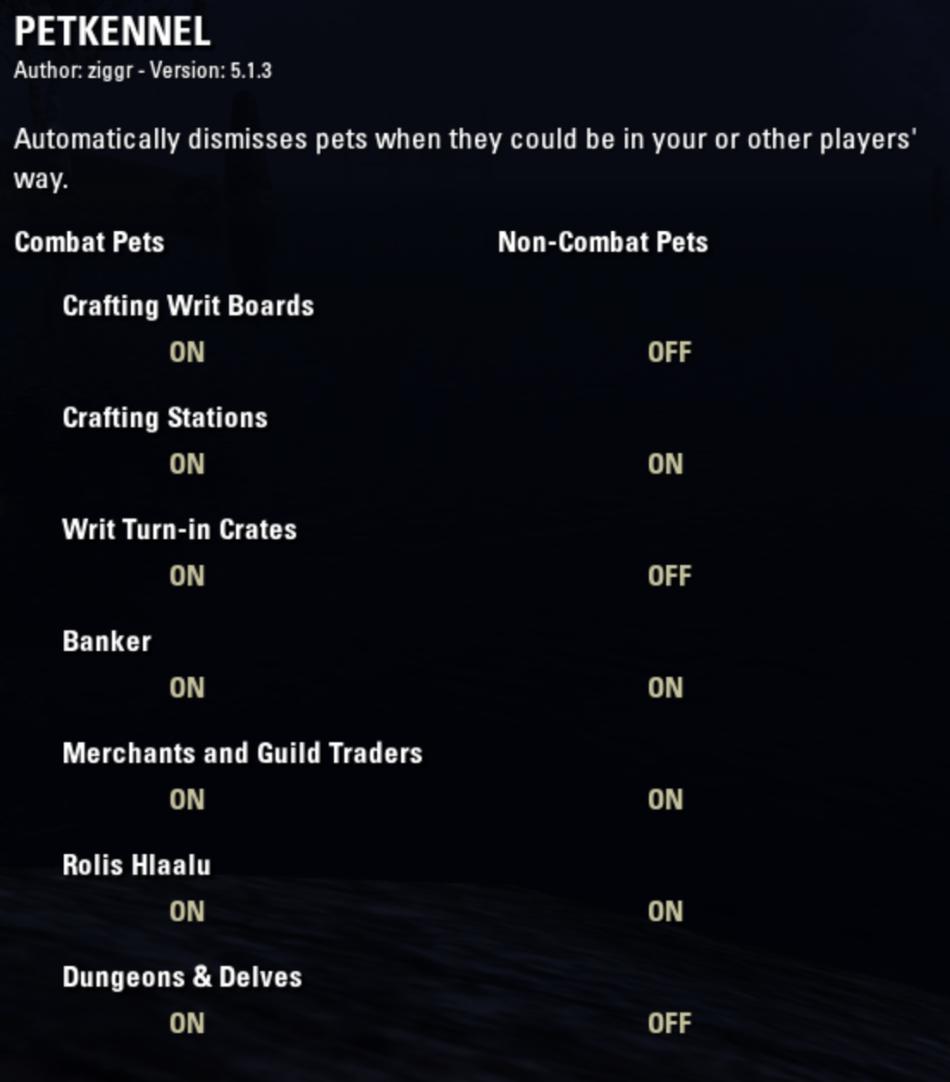 PETKENNEL
Author: ziggr - Version: 5.1.3
Automatically dismisses pets when they could be in your or other players'
way.
Combat Pets Non-Combat Pets
Crafting Writ Boards
ON OFF
Crafting Stations
ON ON
Writ Turn-in Crates
ON OFF
Banker
ON ON
Merchants and Guild Traders
ON ON
Rolis Hlaalu
ON ON
Dungeons & Delves
ON OFF